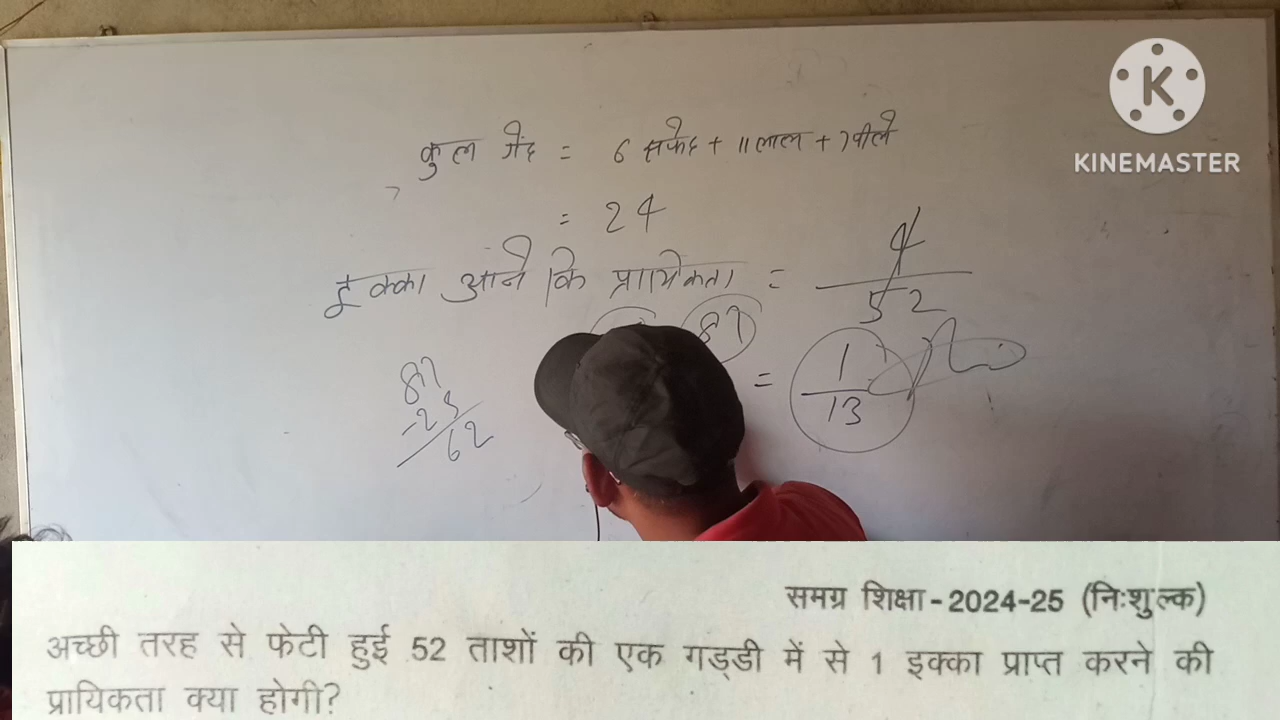 KINEMASTER
कुल गेंद = 6 सफेद + 11 लाल + 7 पीले
= 24
इक्का आने कि प्रायिकता = 4/52
87
= 1/13
87
-25
62
समग्र शिक्षा-2024-25 (निःशुल्क)
अच्छी तरह से फेटी हुई 52 ताशों की एक गड्डी में से 1 इक्का प्राप्त करने की
प्रायिकता क्या होगी?